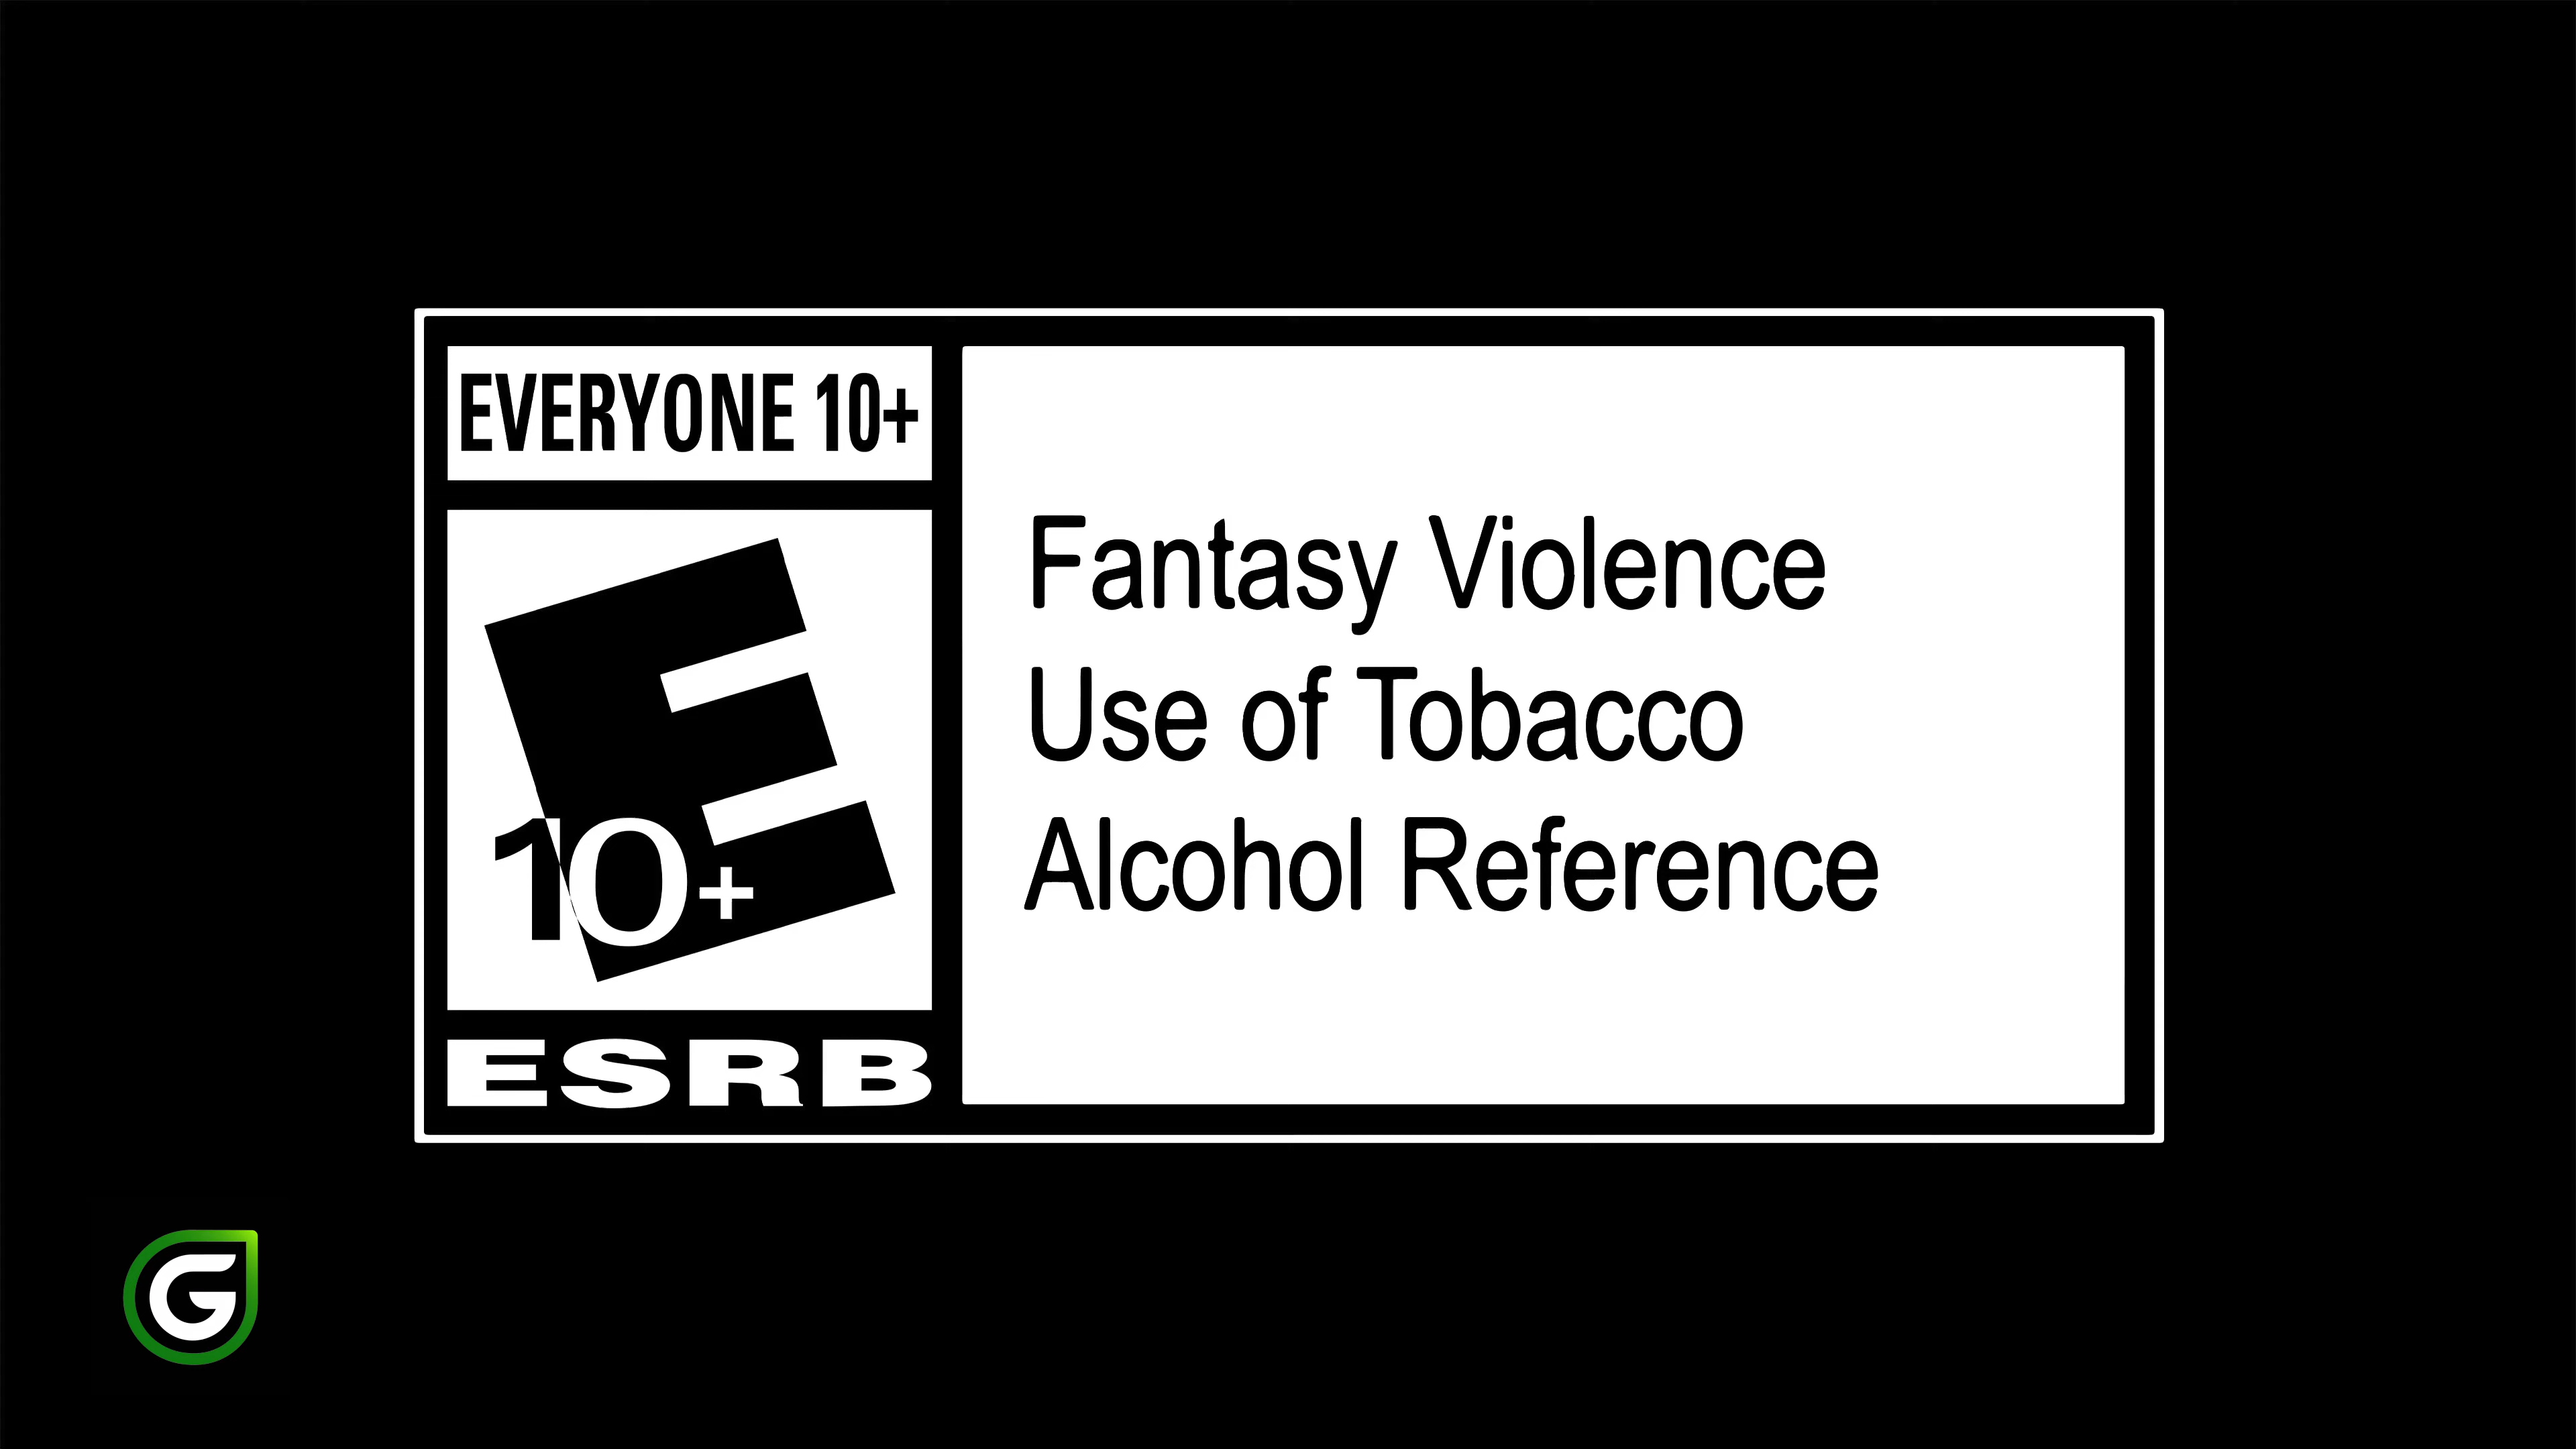 EVERYONE 10+
E
10+
ESRB
Fantasy Violence
Use of Tobacco
Alcohol Reference
G